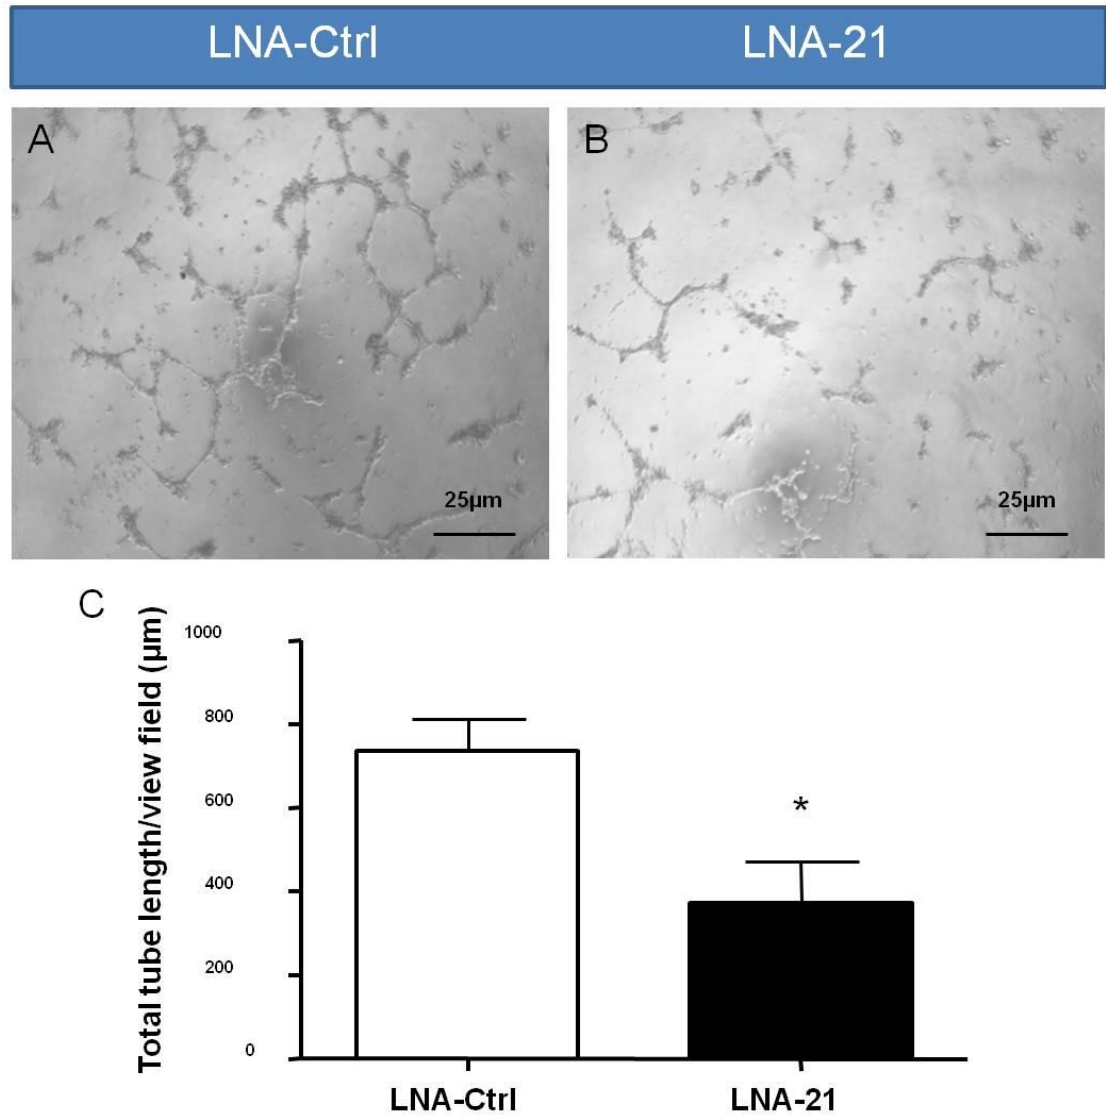 LNA-Ctrl LNA-21
A B
25µm 25µm
C
Total tube length/view field (µm)
1000
800
600
400
200
0
*
LNA-Ctrl LNA-21